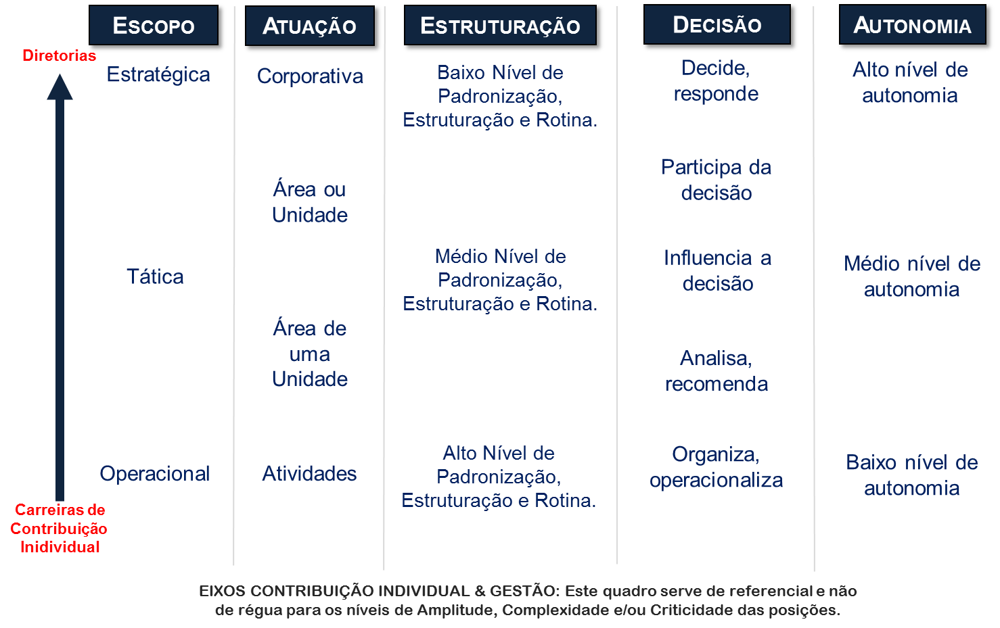 ESCOPO
ATUAÇÃO
ESTRUTURAÇÃO
DECISÃO
AUTONOMIA
Diretorias
Estratégica
Corporativa
Baixo Nível de
Padronização,
Estruturação e Rotina.
Decide,
responde
Alto nível de
autonomia
Área ou
Unidade
Participa da
decisão
Tática
Médio Nível de
Padronização,
Estruturação e Rotina.
Influencia a
decisão
Médio nível de
autonomia
Área de
uma
Unidade
Analisa,
recomenda
Operacional
Atividades
Alto Nível de
Padronização,
Estruturação e Rotina.
Organiza,
operacionaliza
Baixo nível de
autonomia
Carreiras de
Contribuição
Inidividual
EIXOS CONTRIBUIÇÃO INDIVIDUAL & GESTÃO: Este quadro serve de referencial e não
de régua para os níveis de Amplitude, Complexidade e/ou Criticidade das posições.